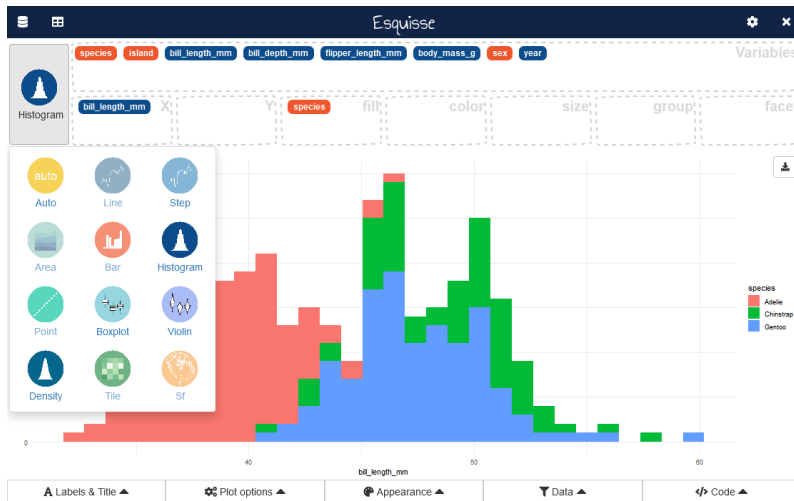 Esquisse
species island bill_length_mm bill_depth_mm flipper_length_mm body_mass_g sex year Variables
Histogram
bill_length_mm X Y species fill color size group face
auto
Auto Line Step
Area Bar Histogram
Point Boxplot Violin
Density Tile Sf
species
Adelie
Chinstrap
Gentoo
0
40 50 60
bill_length_mm
Labels & Title Plot options Appearance Data </> Code